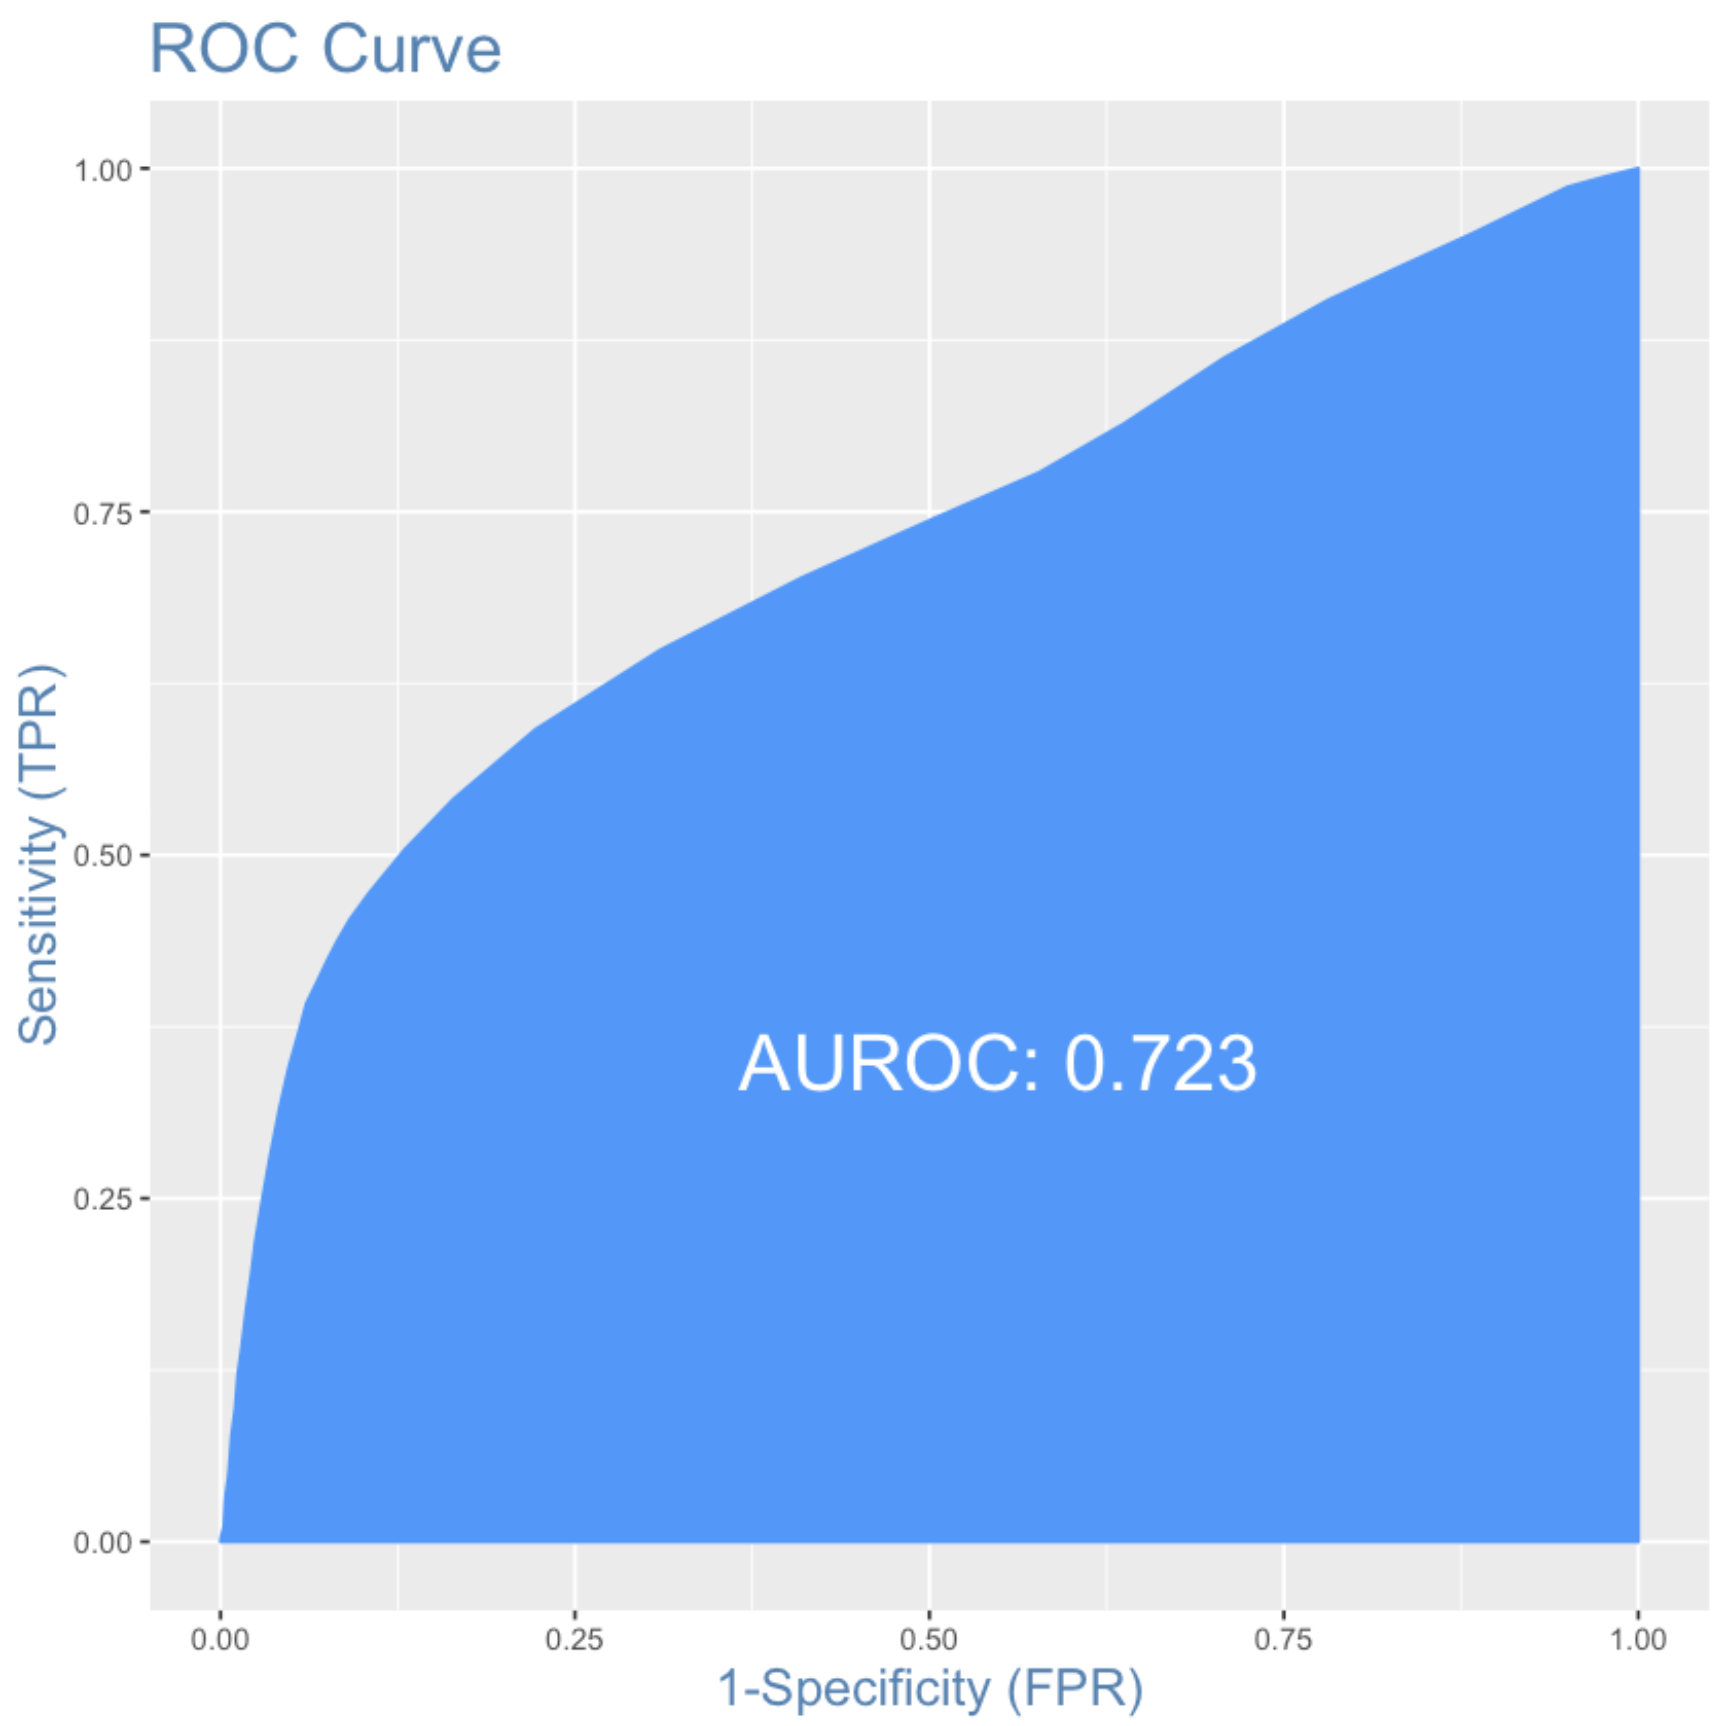 ROC Curve
1.00
0.75
0.50
0.25
0.00
Sensitivity (TPR)
AUROC: 0.723
0.00 0.25 0.50 0.75 1.00
1-Specificity (FPR)